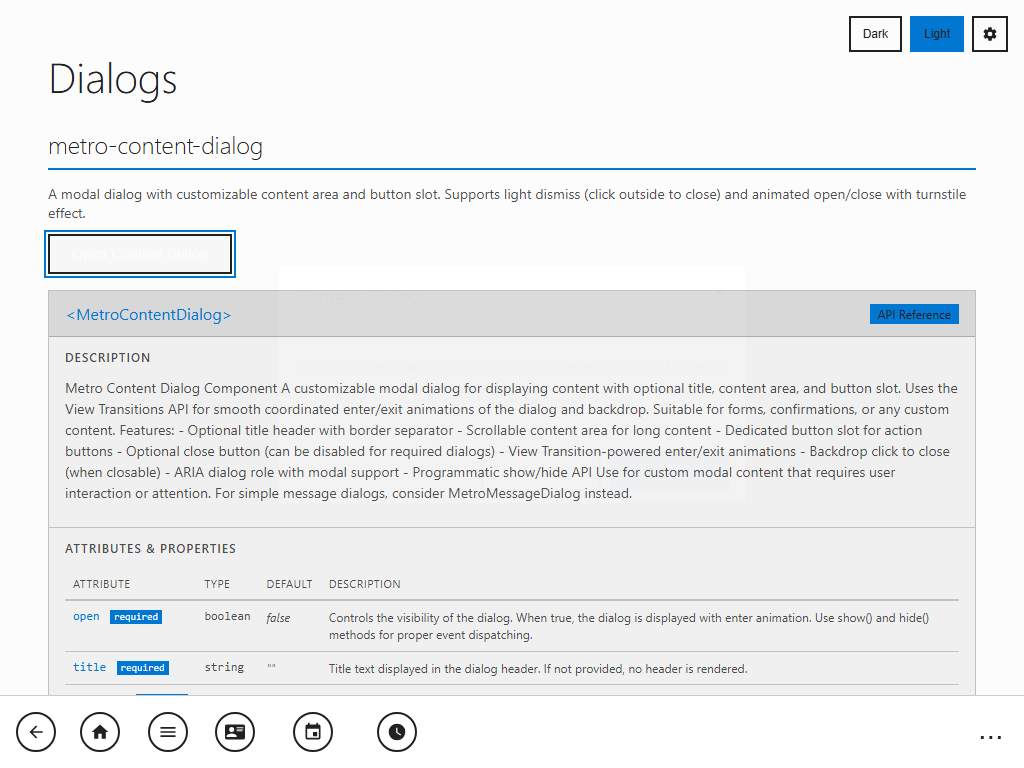 Dark
Light
Dialogs
metro-content-dialog
A modal dialog with customizable content area and button slot. Supports light dismiss (click outside to close) and animated open/close with turnstile
effect.
Open Content Dialog
<MetroContentDialog>
API Reference
DESCRIPTION
Metro Content Dialog Component A customizable modal dialog for displaying content with optional title, content area, and button slot. Uses the
View Transitions API for smooth coordinated enter/exit animations of the dialog and backdrop. Suitable for forms, confirmations, or any custom
content. Features: - Optional title header with border separator - Scrollable content area for long content - Dedicated button slot for action
buttons - Optional close button (can be disabled for required dialogs) - View Transition-powered enter/exit animations - Backdrop click to close
(when closable) - ARIA dialog role with modal support - Programmatic show/hide API Use for custom modal content that requires user
interaction or attention. For simple message dialogs, consider MetroMessageDialog instead.
ATTRIBUTES & PROPERTIES
ATTRIBUTE TYPE DEFAULT DESCRIPTION
open required boolean false Controls the visibility of the dialog. When true, the dialog is displayed with enter animation. Use show() and hide()
methods for proper event dispatching.
title required string "" Title text displayed in the dialog header. If not provided, no header is rendered.
...